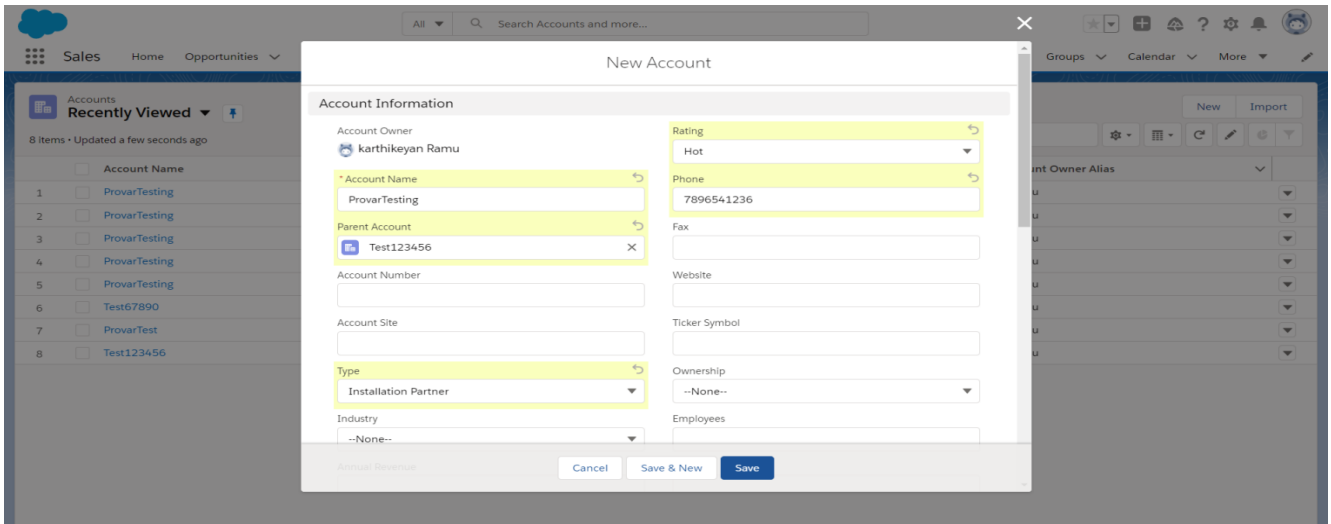 All
Search Accounts and more...
Sales
Home
Opportunities
Groups
Calendar
More
Accounts
Recently Viewed
8 items • Updated a few seconds ago
New
Import
Account Name
1 ProvarTesting
2 ProvarTesting
3 ProvarTesting
4 ProvarTesting
5 ProvarTesting
6 Test67890
7 ProvarTest
8 Test123456
New Account
Account Information
Account Owner
karthikeyan Ramu
Rating
Hot
*Account Name
ProvarTesting
Phone
7896541236
Parent Account
Test123456
Fax
Account Number
Website
Account Site
Ticker Symbol
Type
Installation Partner
Ownership
--None--
Industry
--None--
Employees
Annual Revenue
Cancel
Save & New
Save
Owner Alias
u
u
u
u
u
u
u
u